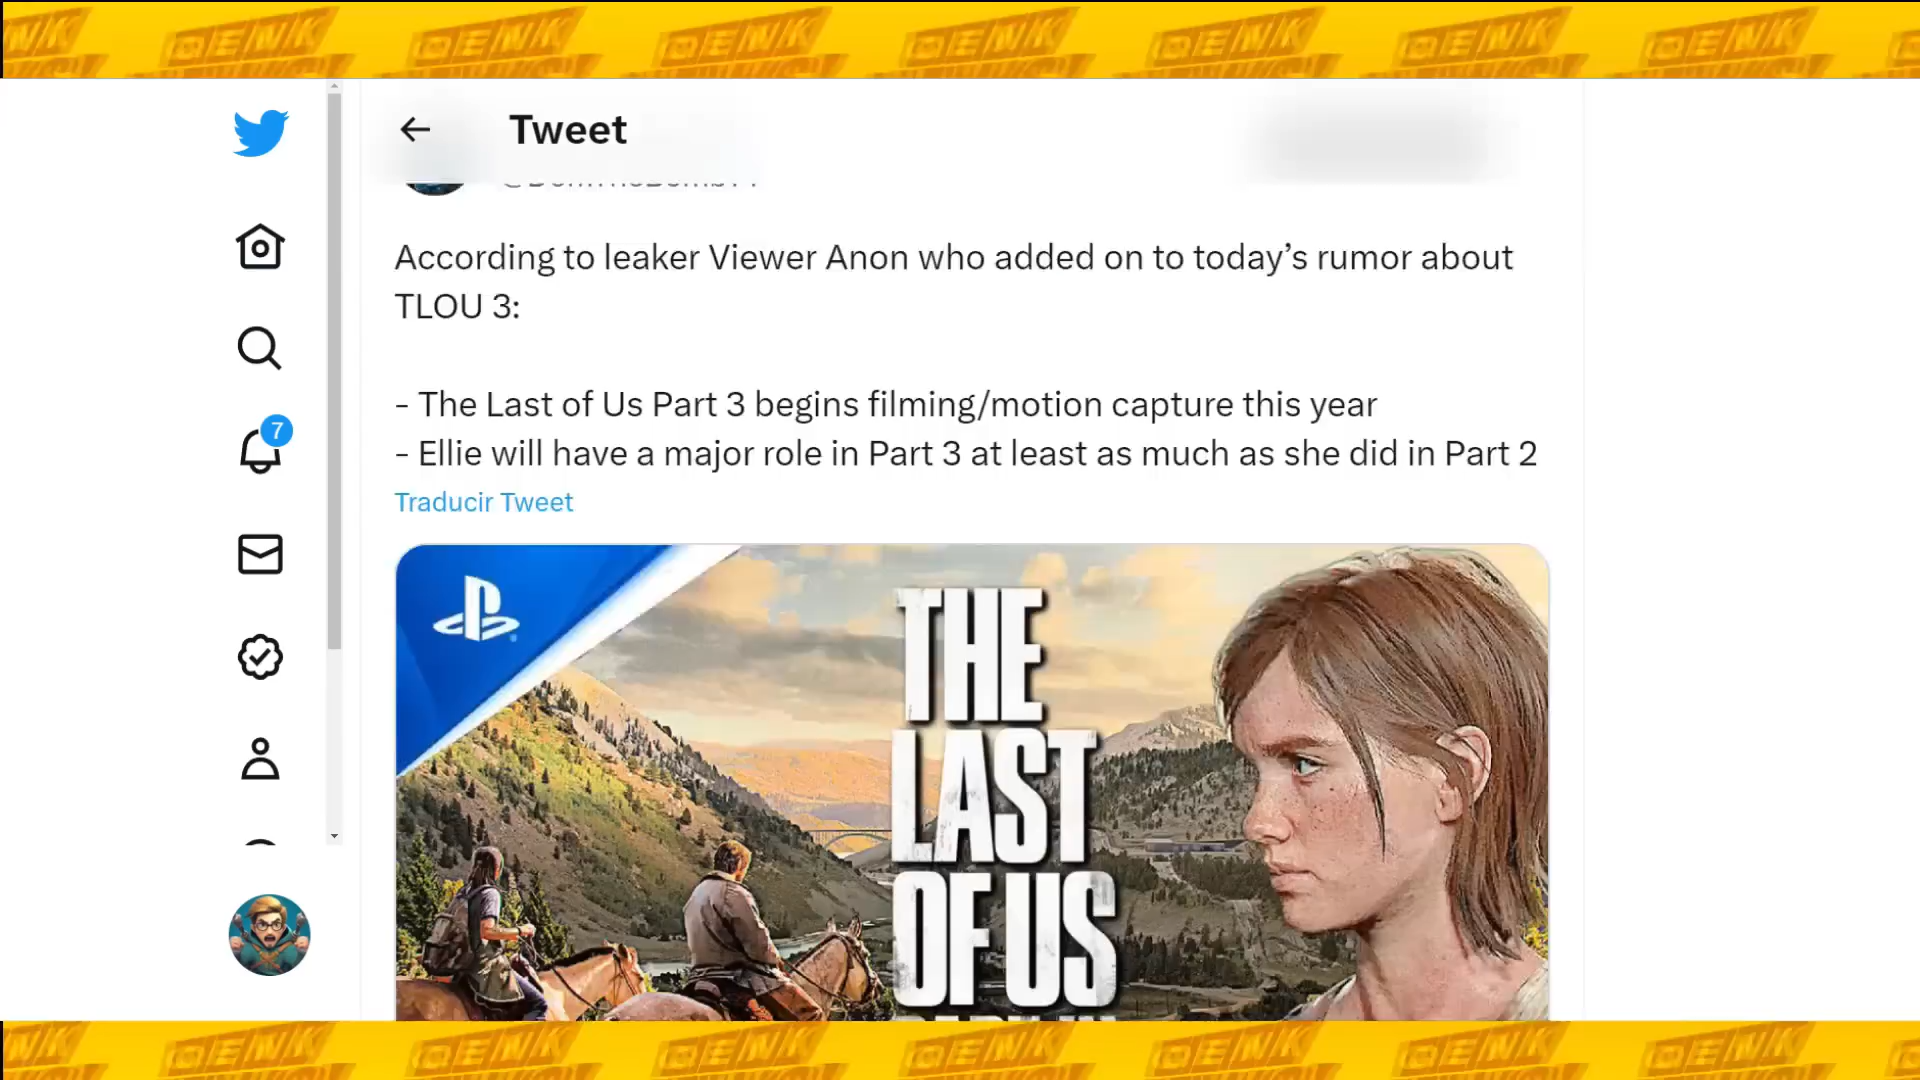 Tweet
According to leaker Viewer Anon who added on to today’s rumor about
TLOU 3:
- The Last of Us Part 3 begins filming/motion capture this year
- Ellie will have a major role in Part 3 at least as much as she did in Part 2
Traducir Tweet
7
THE
LAST
OF US